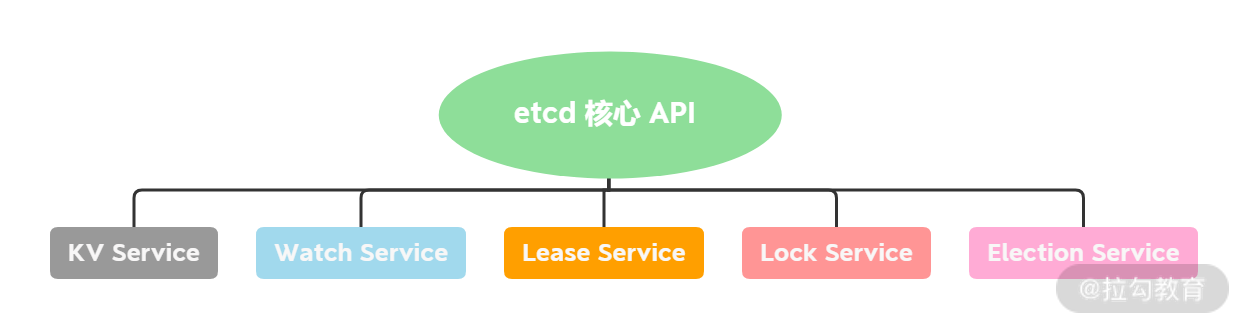 etcd 核心 API
KV Service
Watch Service
Lease Service
Lock Service
Election Service
@拉勾教育